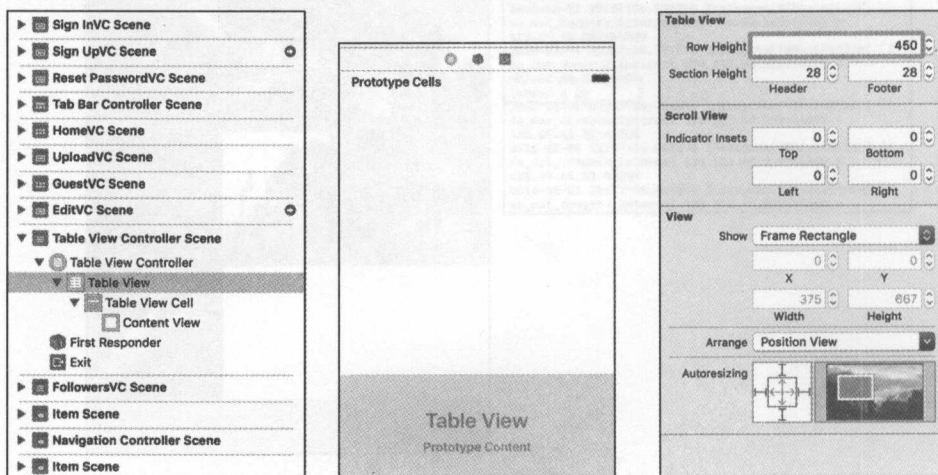 Sign InVC Scene
Sign UpVC Scene
Reset PasswordVC Scene
Tab Bar Controller Scene
HomeVC Scene
UploadVC Scene
GuestVC Scene
EditVC Scene
Table View Controller Scene
Table View Controller
Table View
Table View Cell
Content View
First Responder
Exit
FollowersVC Scene
Item Scene
Navigation Controller Scene
Item Scene
Prototype Cells
Table View
Prototype Content
Table View
Row Height 450
Section Height 28 28
Header Footer
Scroll View
Indicator Insets 0 0
Top Bottom
0 0
Left Right
View
Show Frame Rectangle
0 0
X Y
375 667
Width Height
Arrange Position View
Autoresizing